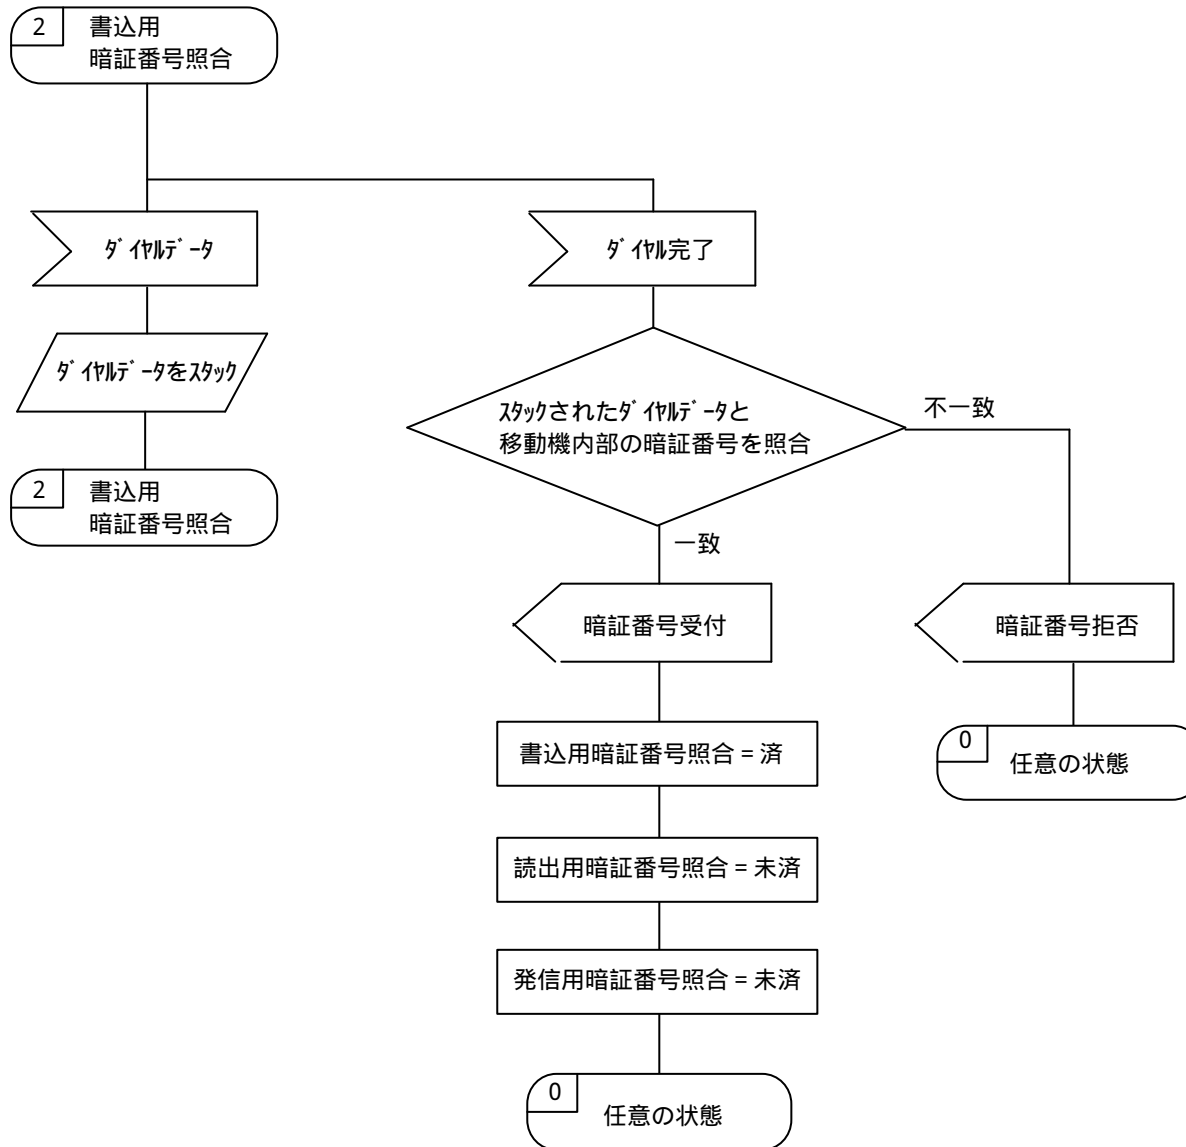 2
書込用
暗証番号照合
ダイヤルデータ
ダイヤル完了
ダイヤルデータをスタック
スタックされたダイヤルデータと
移動機内部の暗証番号を照合
不一致
2
書込用
暗証番号照合
一致
暗証番号受付
暗証番号拒否
書込用暗証番号照合 = 済
0
任意の状態
読出用暗証番号照合 = 未済
発信用暗証番号照合 = 未済
0
任意の状態